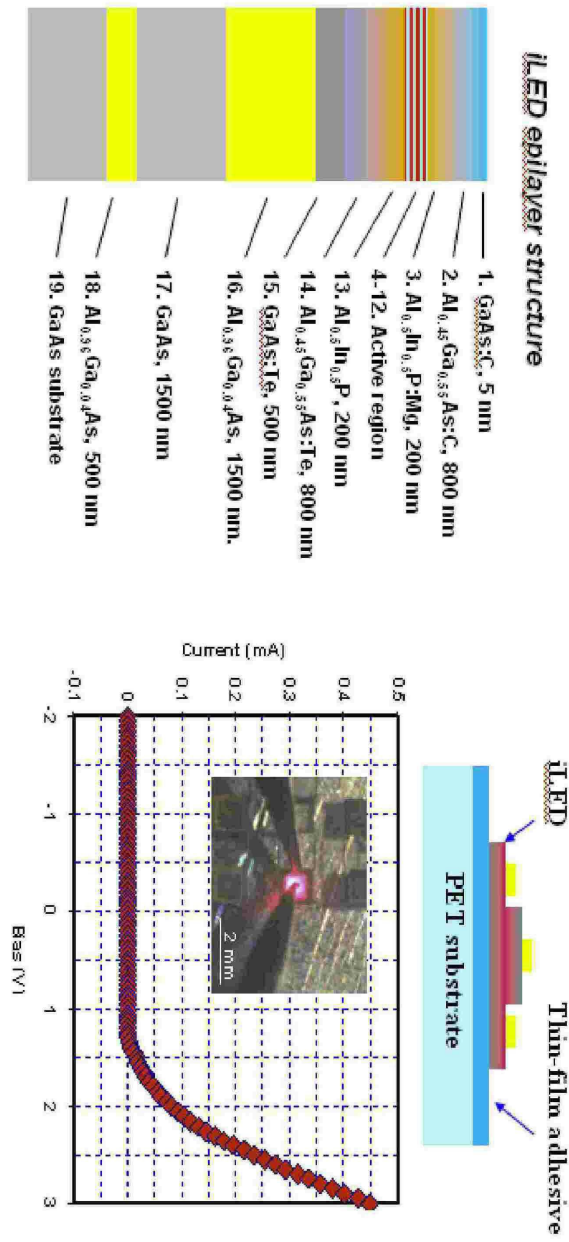 iLED epilayer structure
1. GaAs:C, 5 nm
2. Al0.45Ga0.55As:C, 800 nm
3. Al0.5In0.5P:Mg, 200 nm
4-12. Active region
13. Al0.5In0.5P, 200 nm
14. Al0.45Ga0.55As:Te, 800 nm
15. GaAs:Te, 500 nm
16. Al0.96Ga0.04As, 1500 nm.
17. GaAs, 1500 nm
18. Al0.96Ga0.04As, 500 nm
19. GaAs substrate
iLED
Thin-film adhesive
PET substrate
Current (mA)
0.5
0.4
0.3
0.2
0.1
0
-0.1
-2
-1
0
1
2
3
Bias (V)
2 mm